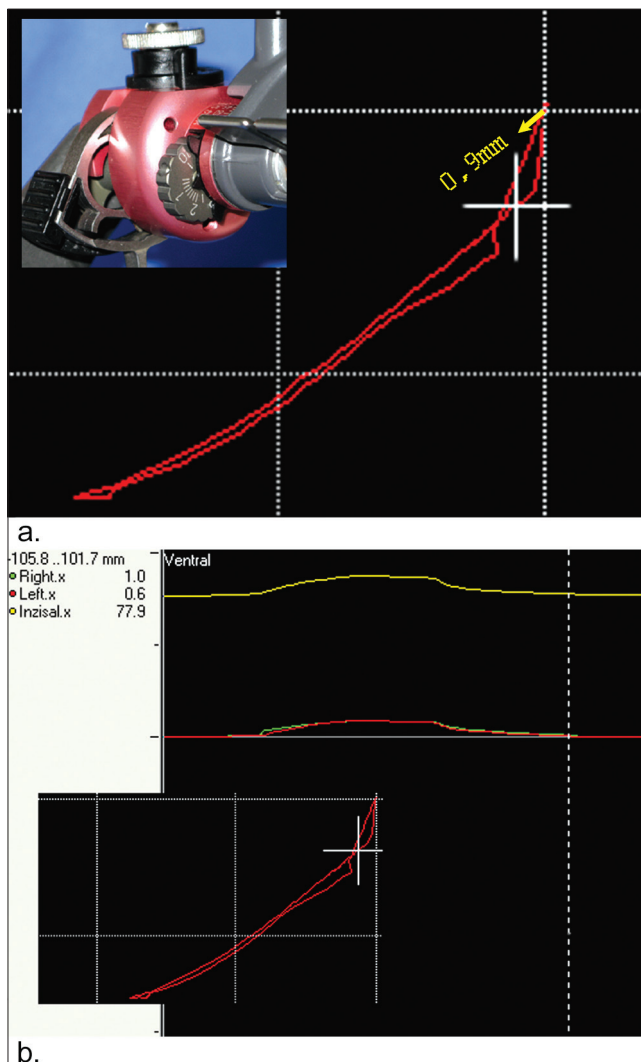 0,9mm
a.
-105.8 ..101.7 mm
Ventral
Right.x 1.0
Left.x 0.6
Inzisal.x 77.9
b.